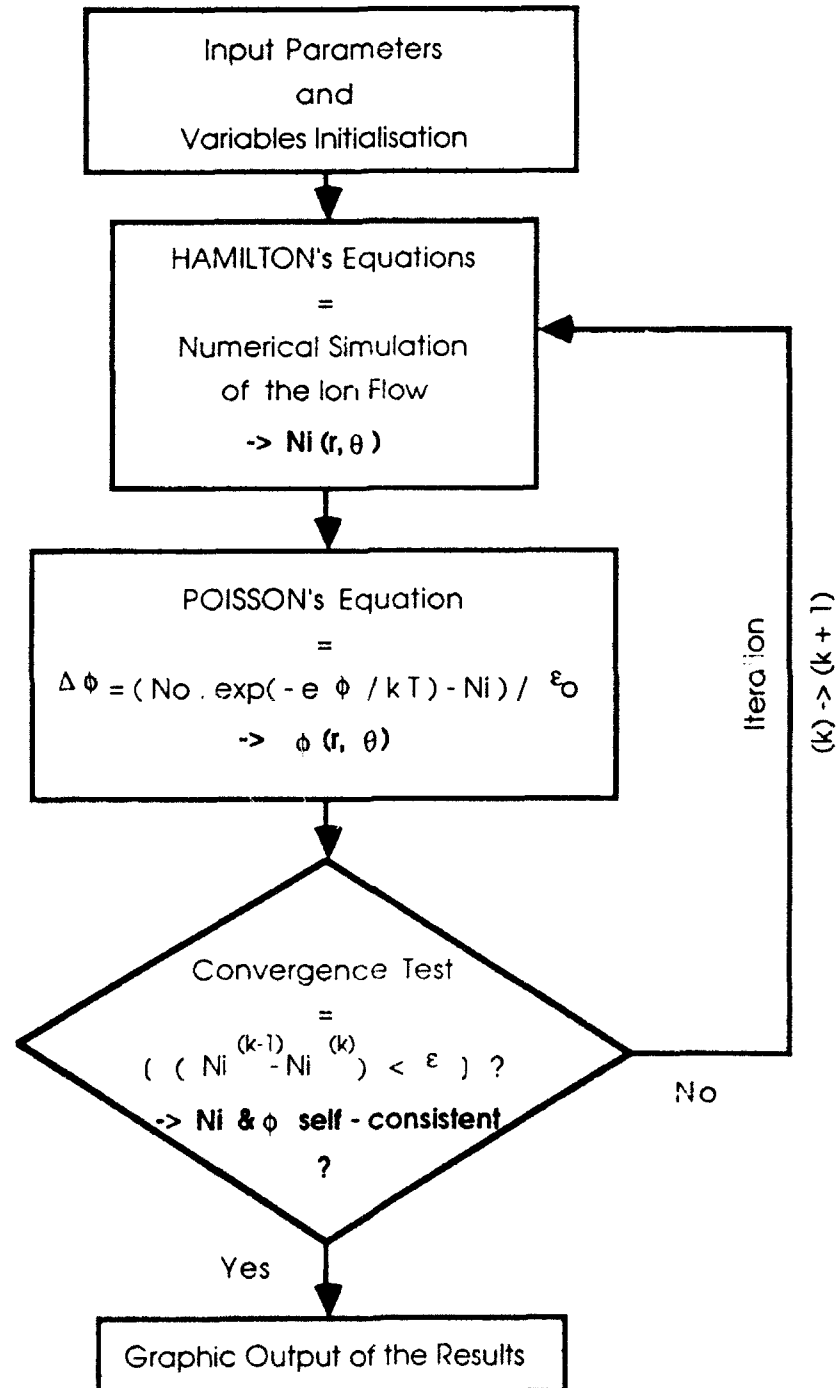 Input Parameters
and
Variables Initialisation
HAMILTON's Equations
=
Numerical Simulation
of the Ion Flow
-> Ni (r, θ )
POISSON's Equation
=
Δ ϕ = ( No . exp( - e ϕ / k T ) - Ni ) / εo
-> ϕ (r, θ)
Convergence Test
=
( ( Ni (k-1) - Ni (k) ) < ε ) ?
-> Ni & ϕ self - consistent
?
No
Iteration
(k) -> (k + 1)
Yes
Graphic Output of the Results